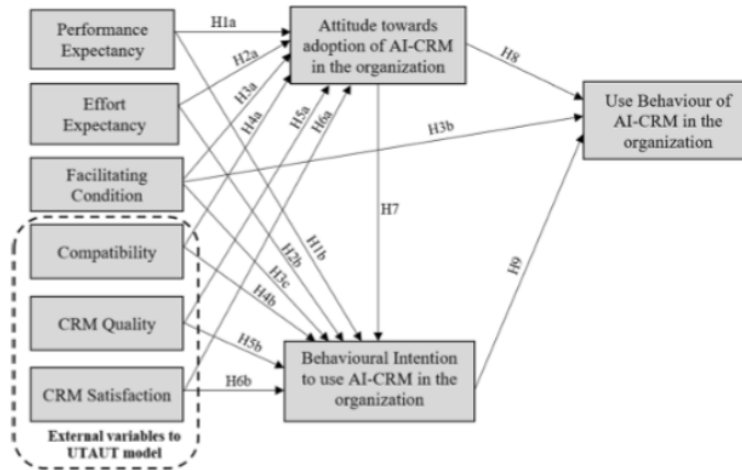 Performance
Expectancy
H1a
Attitude towards
adoption of AI-CRM
in the organization
H2a
H3a
H4a
H5a
H6a
H8
Effort
Expectancy
Use Behaviour of
AI-CRM in the
organization
H3b
Facilitating
Condition
H7
Compatibility
H1b
H2b
H3c
H4b
H9
CRM Quality
H5b
Behavioural Intention
to use AI-CRM in the
organization
CRM Satisfaction
H6b
External variables to
UTAUT model